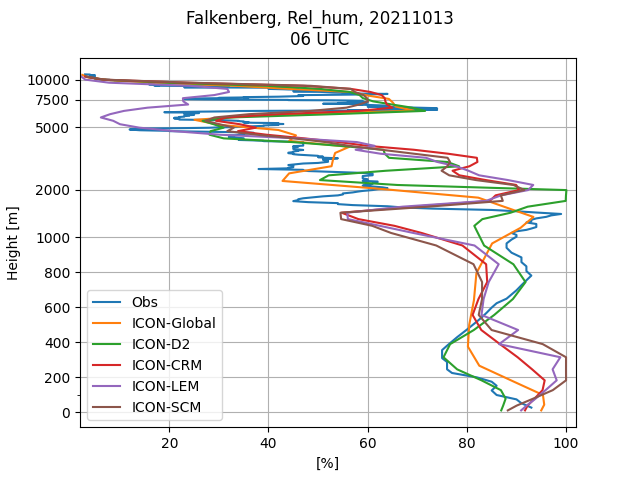 Falkenberg, Rel_hum, 20211013
06 UTC
Height [m]
10000
7500
5000
2000
1000
800
600
400
200
0
Obs
ICON-Global
ICON-D2
ICON-CRM
ICON-LEM
ICON-SCM
20
40
60
80
100
[%]